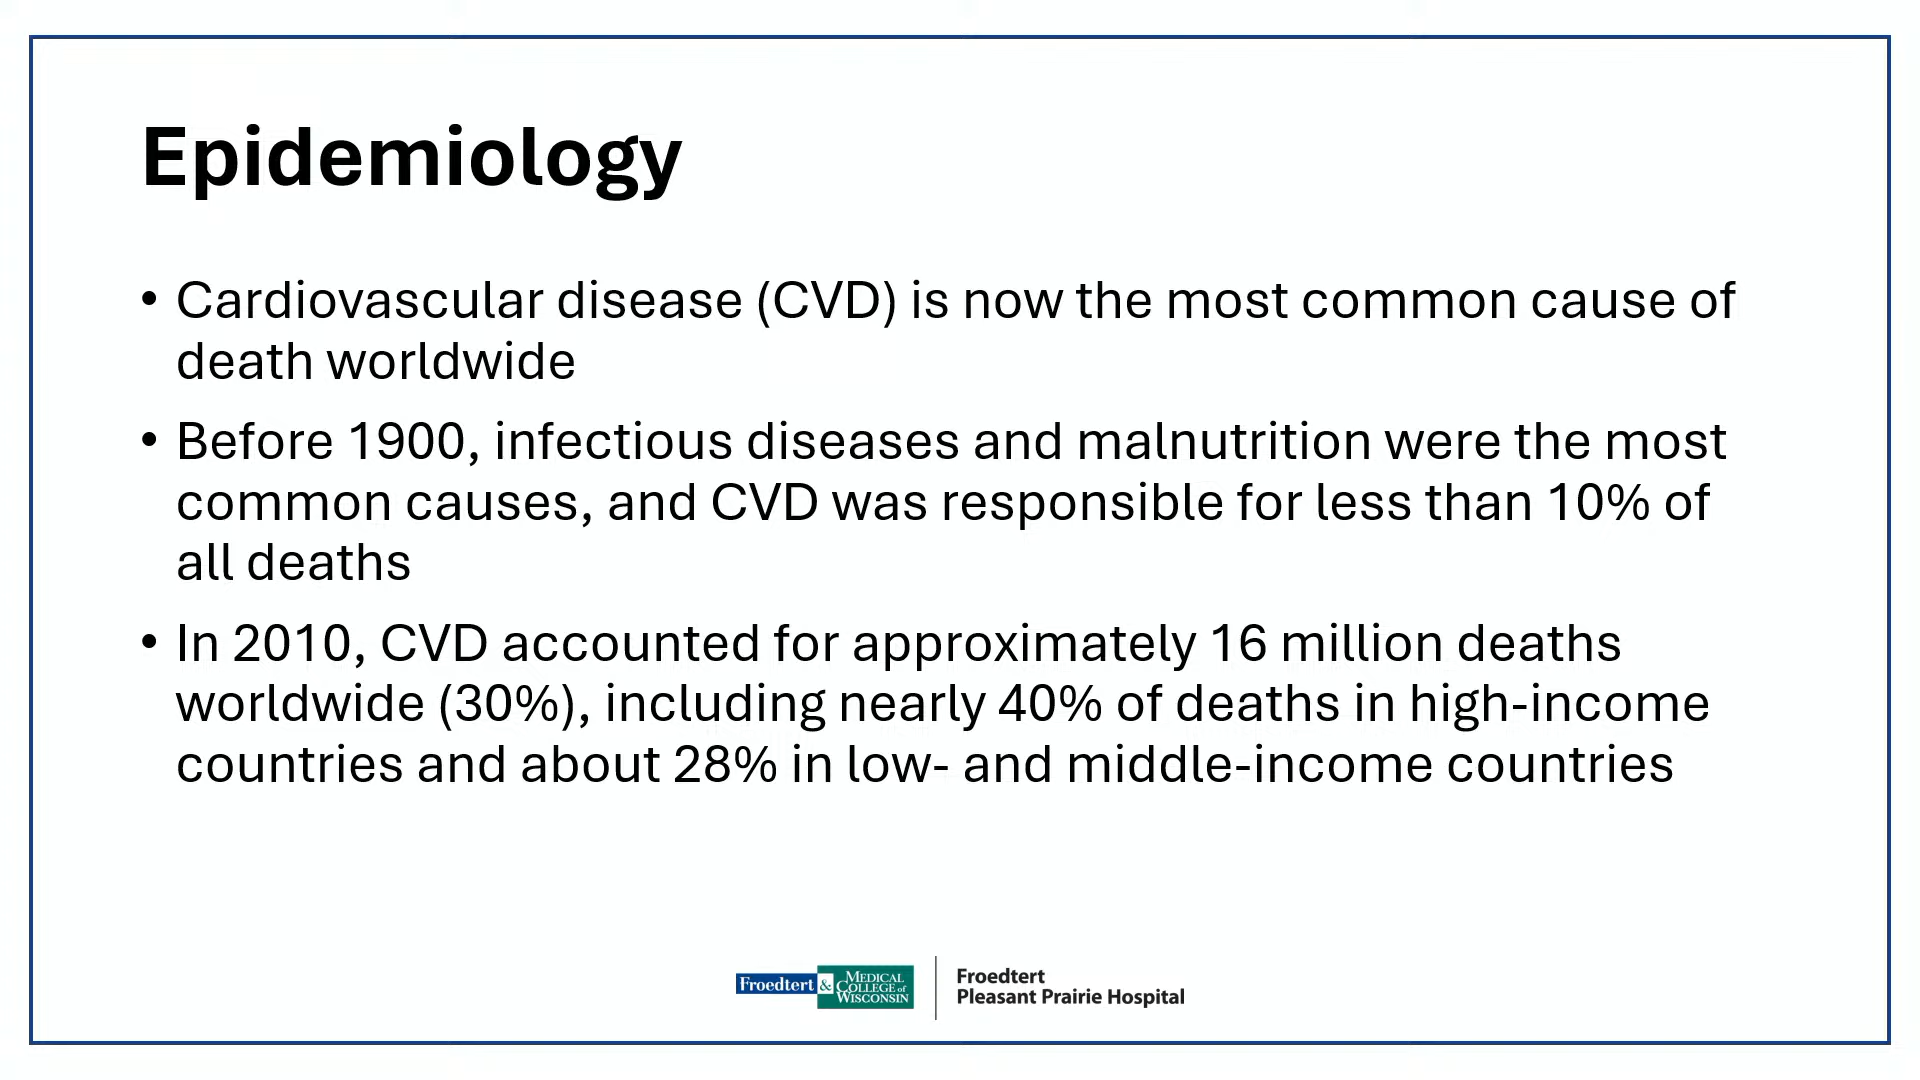 Epidemiology
• Cardiovascular disease (CVD) is now the most common cause of
death worldwide
• Before 1900, infectious diseases and malnutrition were the most
common causes, and CVD was responsible for less than 10% of
all deaths
• In 2010, CVD accounted for approximately 16 million deaths
worldwide (30%), including nearly 40% of deaths in high-income
countries and about 28% in low- and middle-income countries
Froedtert & MEDICAL COLLEGE of WISCONSIN
Froedtert
Pleasant Prairie Hospital